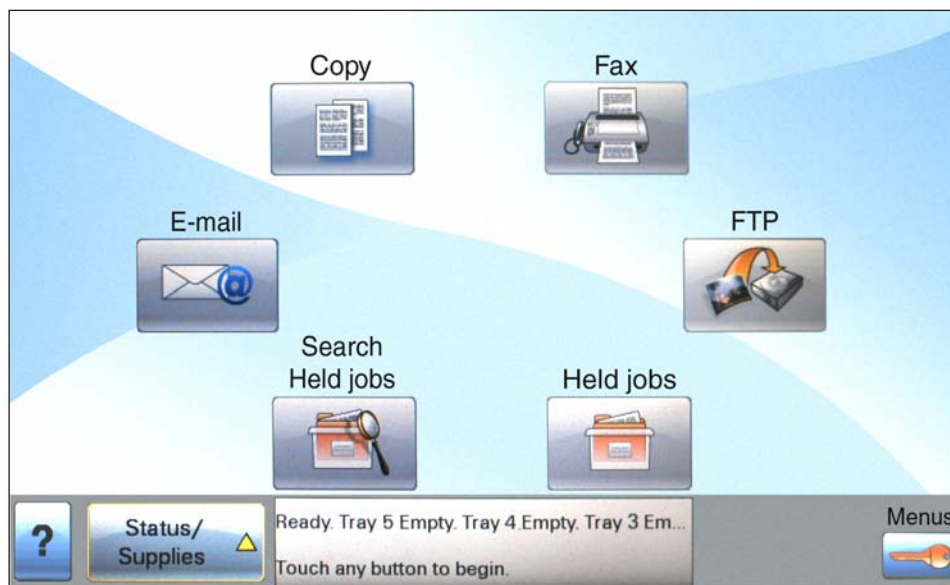 Copy
Fax
E-mail
FTP
Search
Held jobs
Held jobs
?
Status/
Supplies
Ready. Tray 5 Empty. Tray 4 Empty. Tray 3 Em...
Touch any button to begin.
Menus